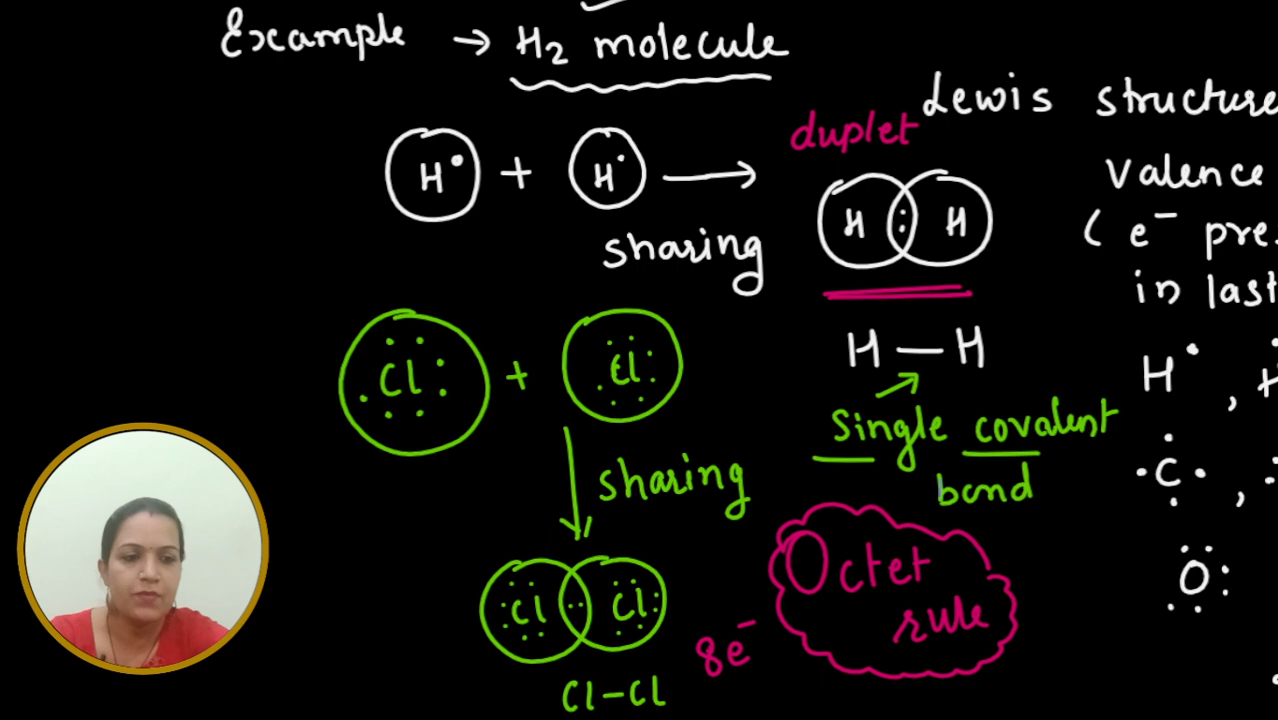 Example → H2 molecule
Lewis structure
duplet
H• + H• →
H : H
sharing
valence
( e⁻ pre
in last
H — H
Cl + Cl
Single covalent
bond
H• , H
sharing
C ,
Octet
rule
O
Cl Cl
8e⁻
Cl–Cl